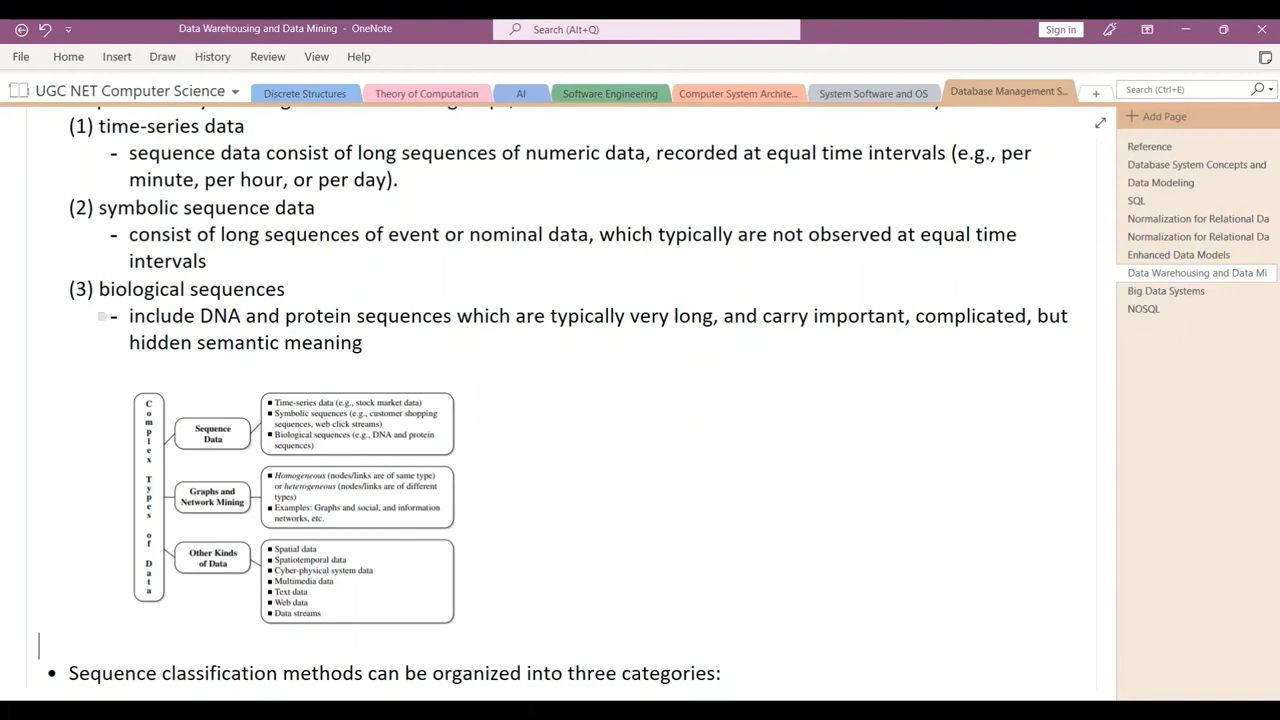 Data Warehousing and Data Mining - OneNote
Search (Alt+Q)
Sign in
File Home Insert Draw History Review View Help
UGC NET Computer Science
Discrete Structures
Theory of Computation
AI
Software Engineering
Computer System Archite...
System Software and OS
Database Management S...
Search (Ctrl+E)
(1) time-series data
- sequence data consist of long sequences of numeric data, recorded at equal time intervals (e.g., per
minute, per hour, or per day).
(2) symbolic sequence data
- consist of long sequences of event or nominal data, which typically are not observed at equal time
intervals
(3) biological sequences
- include DNA and protein sequences which are typically very long, and carry important, complicated, but
hidden semantic meaning
Complex Types of Data
Sequence
Data
■ Time-series data (e.g., stock market data)
■ Symbolic sequences (e.g., customer shopping
sequences, web click streams)
■ Biological sequences (e.g., DNA and protein
sequences)
Graphs and
Network Mining
■ Homogeneous (nodes/links are of same type)
or heterogeneous (nodes/links are of different
types)
■ Examples: Graphs and social, and information
networks, etc.
Other Kinds
of Data
■ Spatial data
■ Spatiotemporal data
■ Cyber-physical system data
■ Multimedia data
■ Text data
■ Web data
■ Data streams
• Sequence classification methods can be organized into three categories:
Add Page
Reference
Database System Concepts and
Data Modeling
SQL
Normalization for Relational Da
Normalization for Relational Da
Enhanced Data Models
Data Warehousing and Data Mi
Big Data Systems
NOSQL